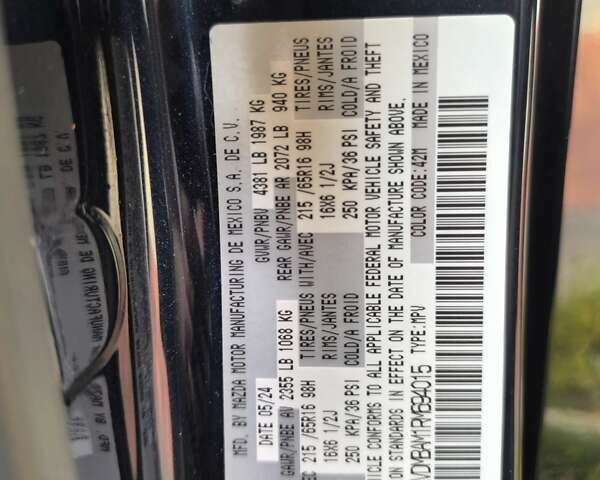 MFD BY MAZDA MOTOR MANUFACTURING DE MEXICO S.A. DE C.V.
DATE 05/24 GVWR/PNBV 4381 LB 1987 KG
GAWR/PNBE AV 2355 LB 1068 KG REAR GAWR/PNBE AR 2072 LB 940 KG
215 /65R16 98H TIRES/PNEUS WITH/AVEC 215 /65R16 98H TIRES/PNEUS
16X6 1/2J RIMS/JANTES 16X6 1/2J RIMS/JANTES
250 KPA/36 PSI COLD/A FROID 250 KPA/36 PSI COLD/A FROID
CONFORMS TO ALL APPLICABLE FEDERAL MOTOR VEHICLE SAFETY AND THEFT
STANDARDS IN EFFECT ON THE DATE OF MANUFACTURE SHOWN ABOVE.
VDMBAM1RM684015 TYPE:MPV COLOR CODE:42M MADE IN MEXICO